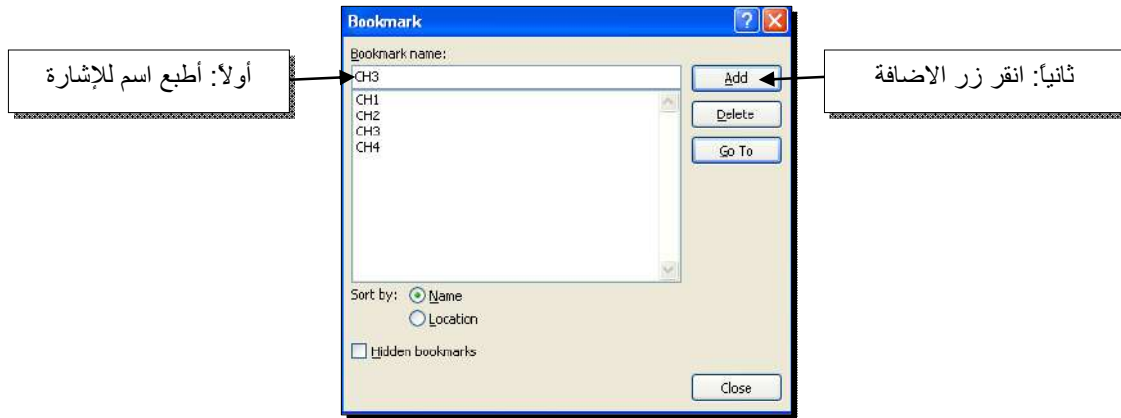 Bookmark
Bookmark name:
أولاً: أطبع اسم للإشارة
CH3
Add
ثانياً: انقر زر الاضافة
CH1
CH2
CH3
CH4
Delete
Go To
Sort by: Name
Location
Hidden bookmarks
Close